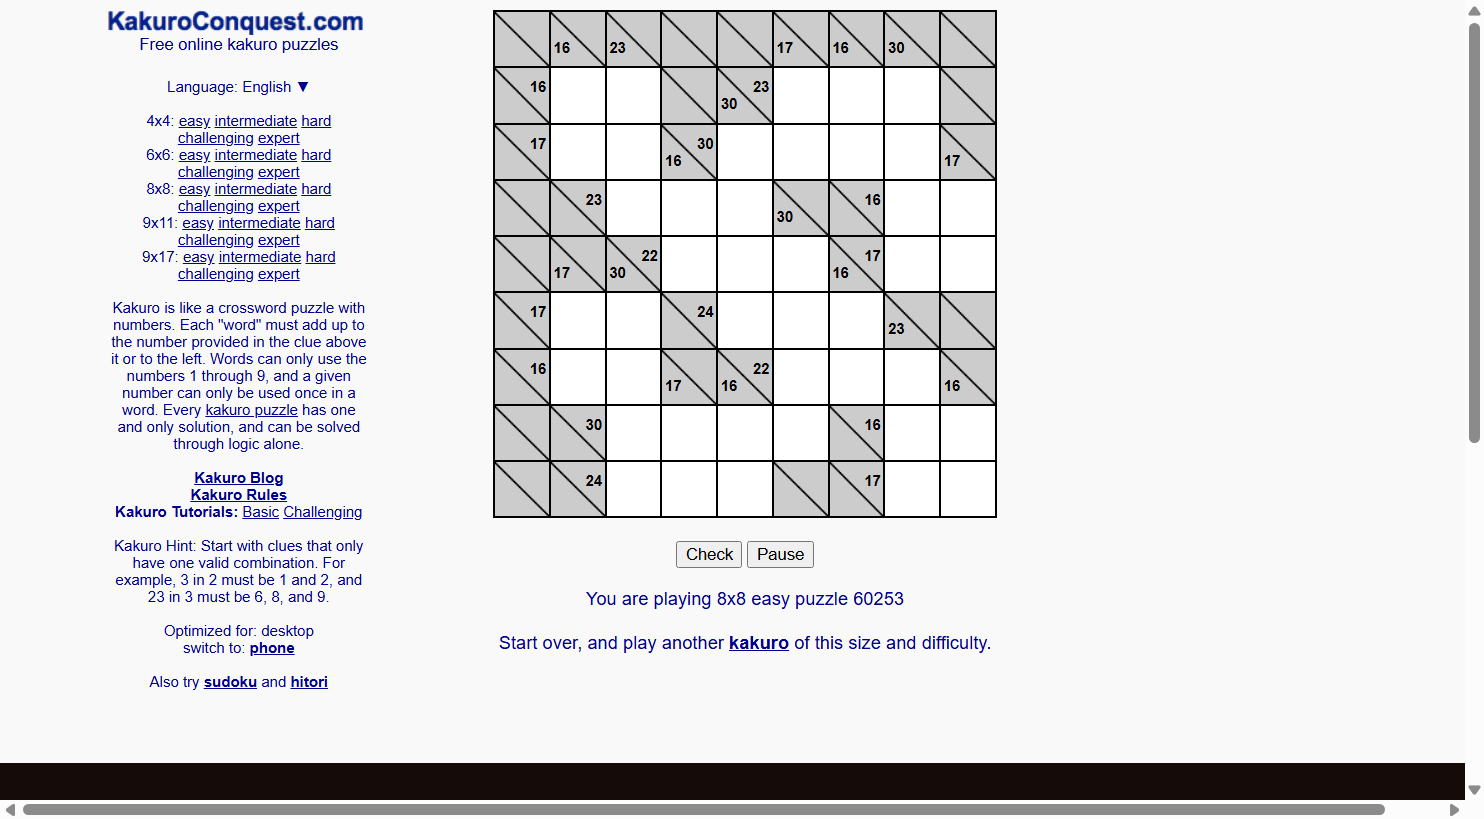 KakuroConquest.com
Free online kakuro puzzles
Language: English ▼
4x4: easy intermediate hard
challenging expert
6x6: easy intermediate hard
challenging expert
8x8: easy intermediate hard
challenging expert
9x11: easy intermediate hard
challenging expert
9x17: easy intermediate hard
challenging expert
Kakuro is like a crossword puzzle with
numbers. Each "word" must add up to
the number provided in the clue above
it or to the left. Words can only use the
numbers 1 through 9, and a given
number can only be used once in a
word. Every kakuro puzzle has one
and only solution, and can be solved
through logic alone.
Kakuro Blog
Kakuro Rules
Kakuro Tutorials: Basic Challenging
Kakuro Hint: Start with clues that only
have one valid combination. For
example, 3 in 2 must be 1 and 2, and
23 in 3 must be 6, 8, and 9.
Optimized for: desktop
switch to: phone
Also try sudoku and hitori
16 23 17 16 30
16 23 30
17 30 16 17
23 30 16
17 22 30 17 16
17 24 23
16 17 22 16 16
30 16
24 17
Check Pause
You are playing 8x8 easy puzzle 60253
Start over, and play another kakuro of this size and difficulty.